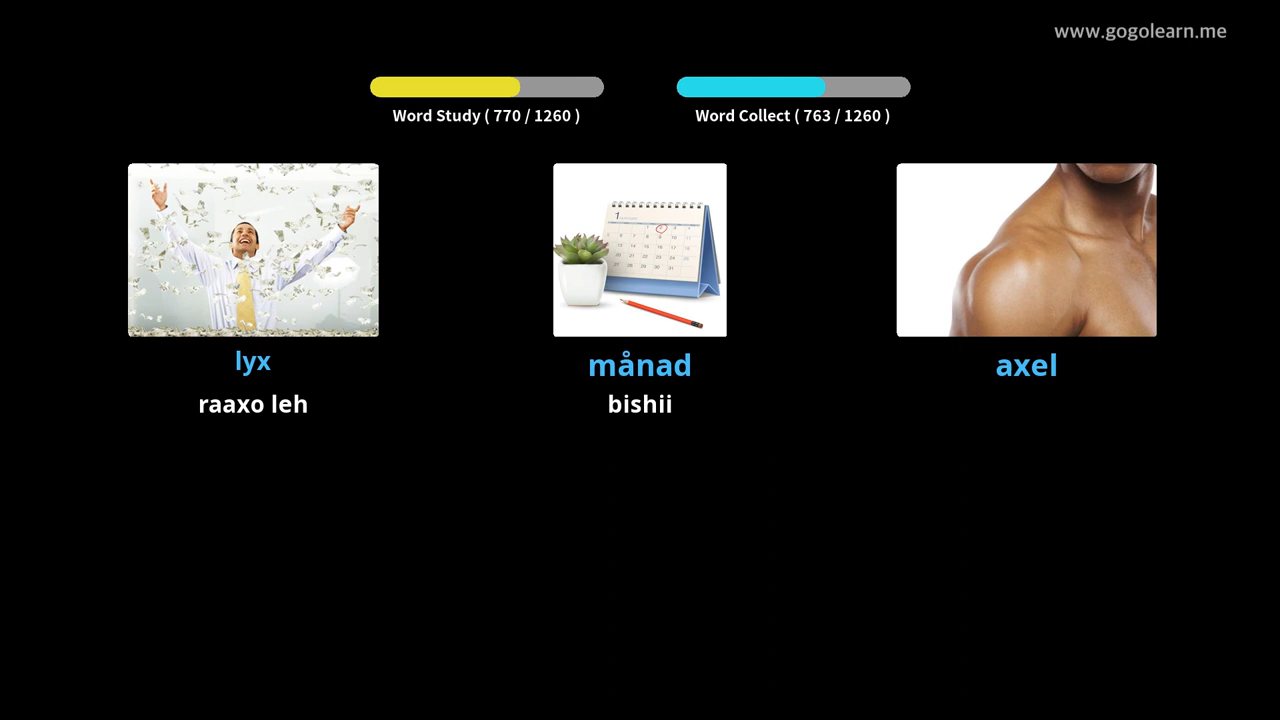 www.gogolearn.me
Word Study ( 770 / 1260 )
Word Collect ( 763 / 1260 )
lyx
månad
axel
raaxo leh
bishii